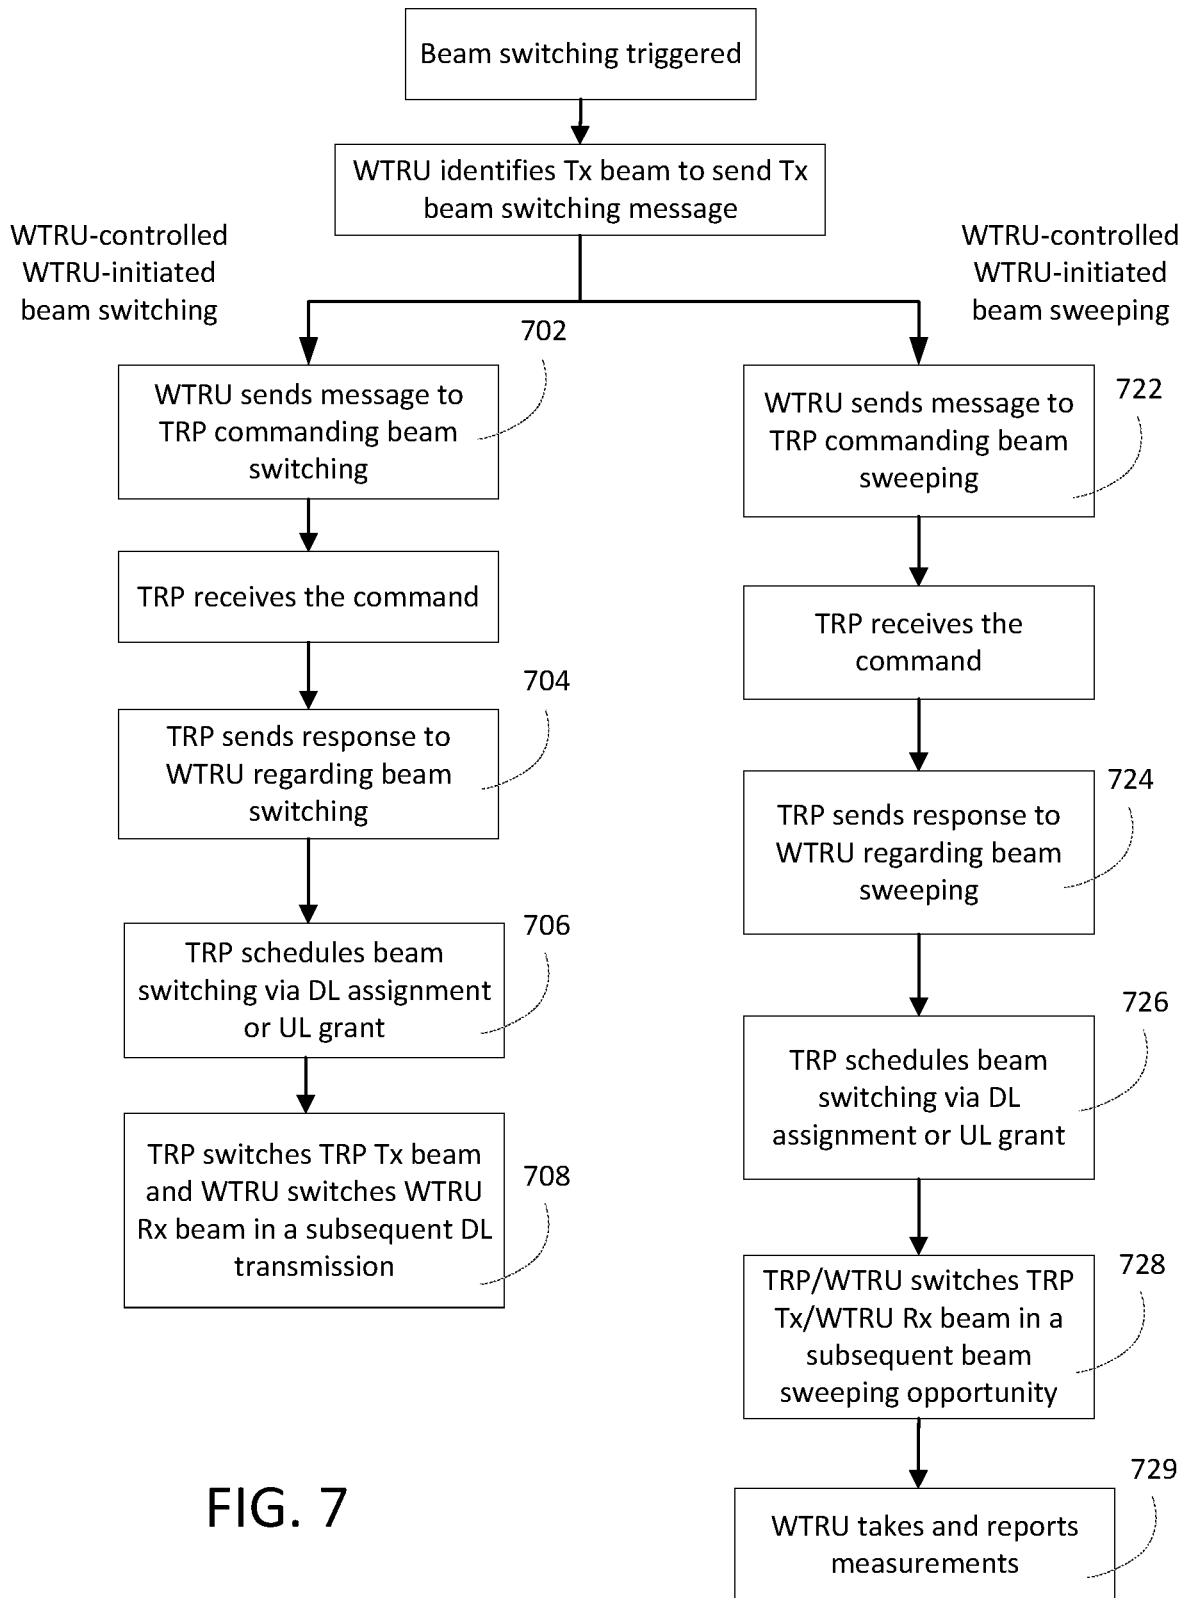 Beam switching triggered
WTRU identifies Tx beam to send Tx
beam switching message
WTRU-controlled
WTRU-initiated
beam switching
WTRU-controlled
WTRU-initiated
beam sweeping
702
WTRU sends message to
TRP commanding beam
switching
TRP receives the command
704
TRP sends response to
WTRU regarding beam
switching
706
TRP schedules beam
switching via DL assignment
or UL grant
TRP switches TRP Tx beam
and WTRU switches WTRU
Rx beam in a subsequent DL
transmission
708
722
WTRU sends message to
TRP commanding beam
sweeping
TRP receives the
command
724
TRP sends response to
WTRU regarding beam
sweeping
726
TRP schedules beam
switching via DL
assignment or UL grant
728
TRP/WTRU switches TRP
Tx/WTRU Rx beam in a
subsequent beam
sweeping opportunity
729
WTRU takes and reports
measurements
FIG. 7